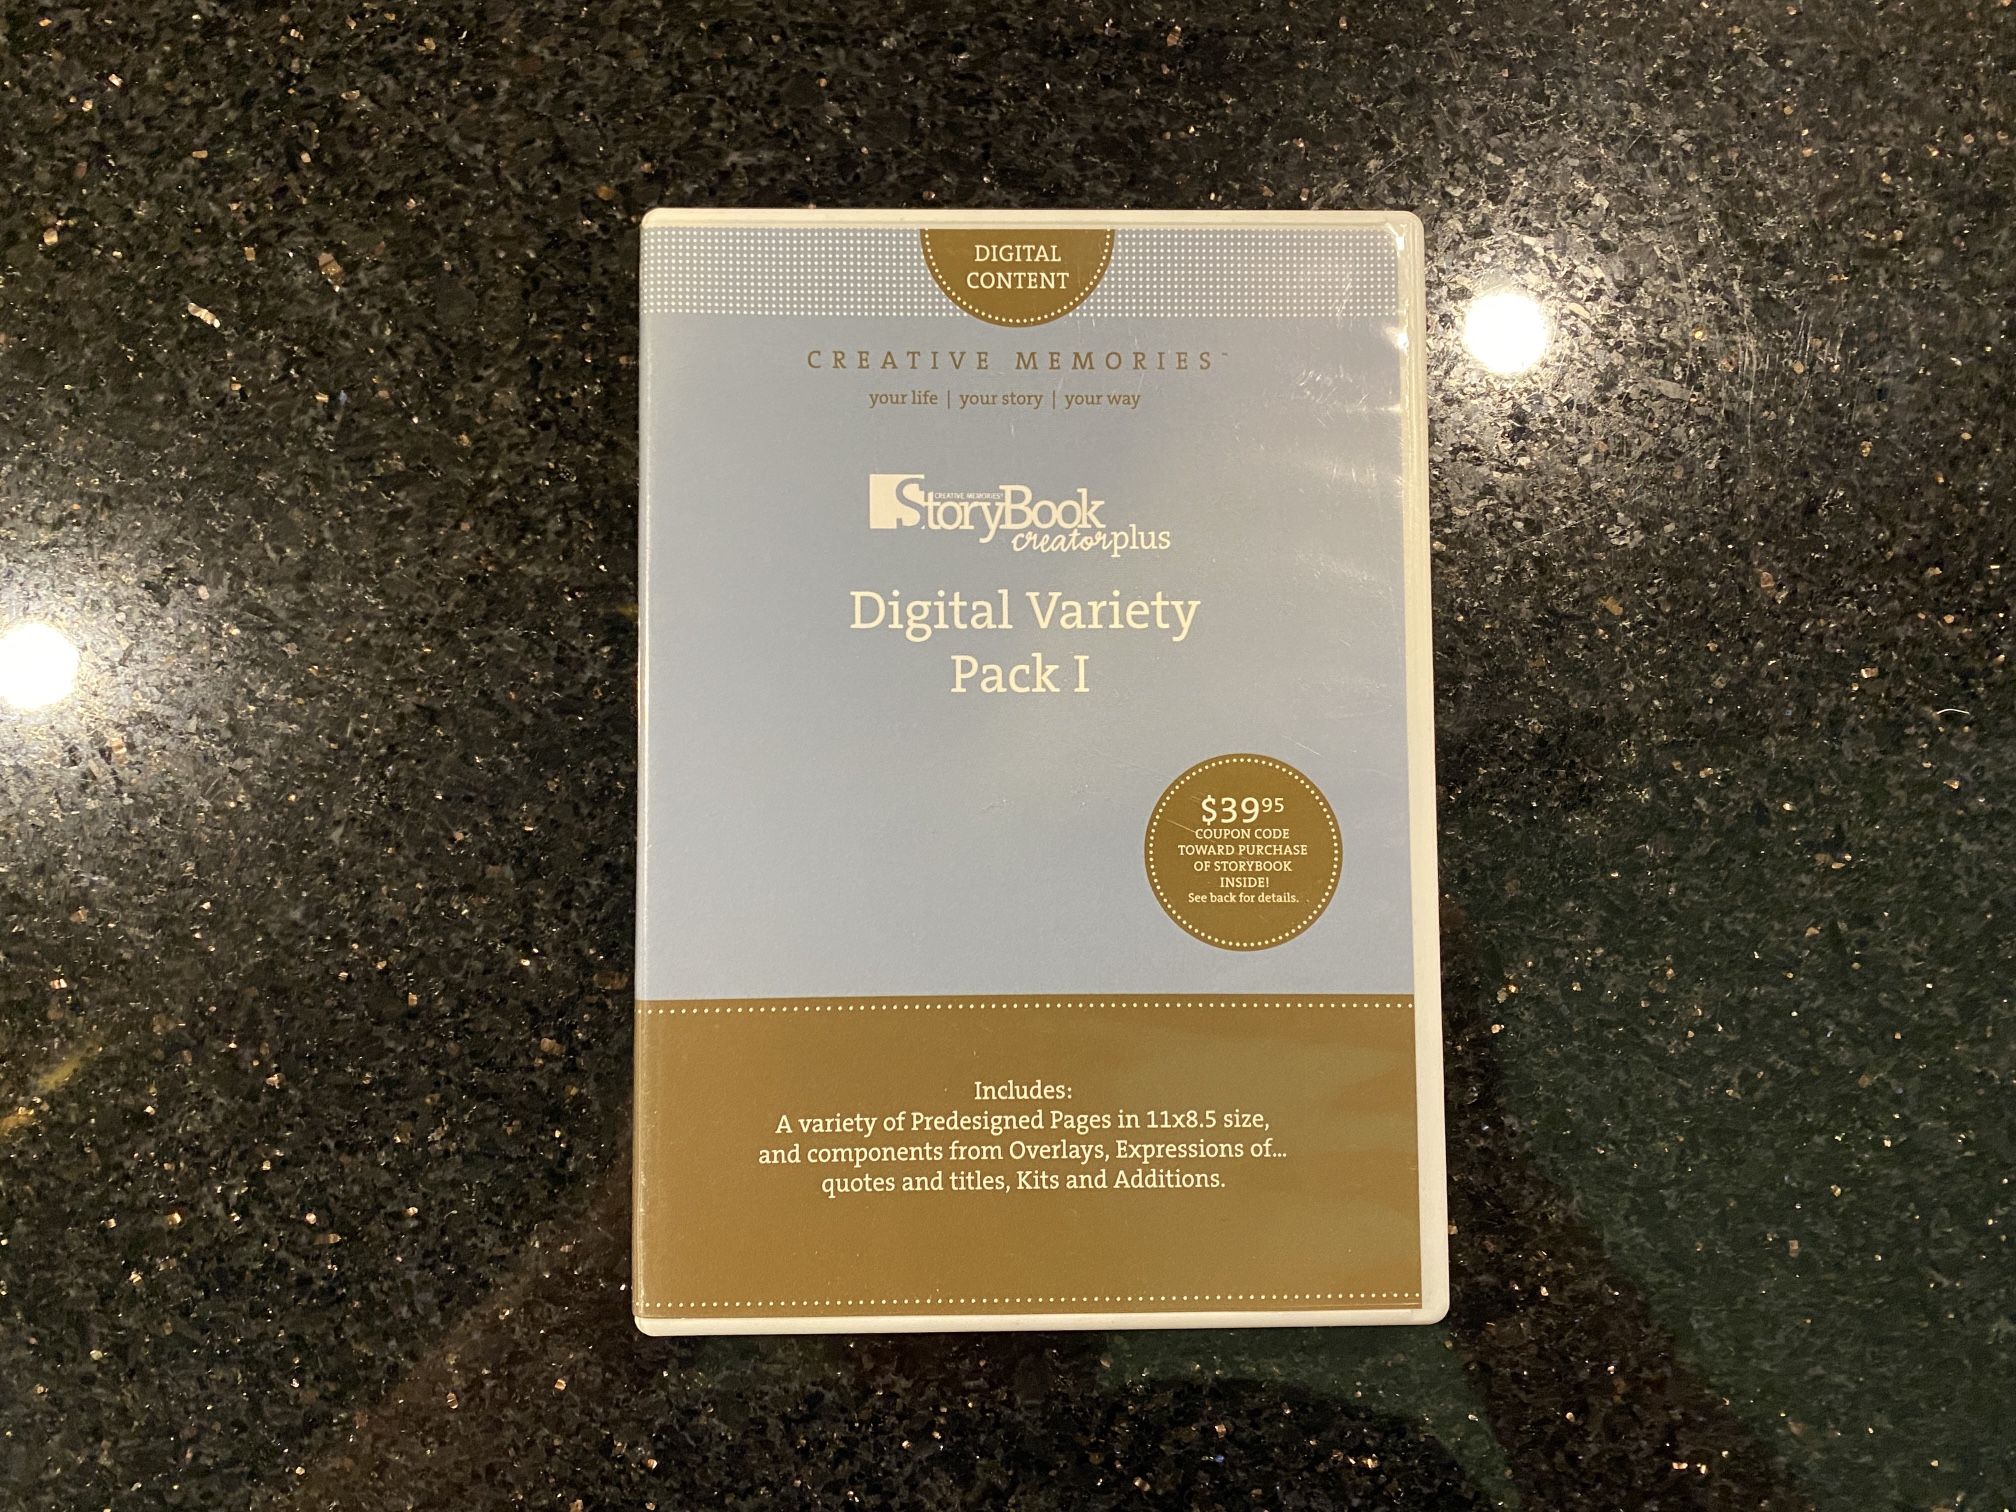 DIGITAL
CONTENT
CREATIVE MEMORIES™
your life | your story | your way
CREATIVE MEMORIES®
StoryBook
creatorplus
Digital Variety
Pack I
$39⁹⁵
COUPON CODE
TOWARD PURCHASE
OF STORYBOOK
INSIDE!
See back for details.
Includes:
A variety of Predesigned Pages in 11x8.5 size,
and components from Overlays, Expressions of...
quotes and titles, Kits and Additions.